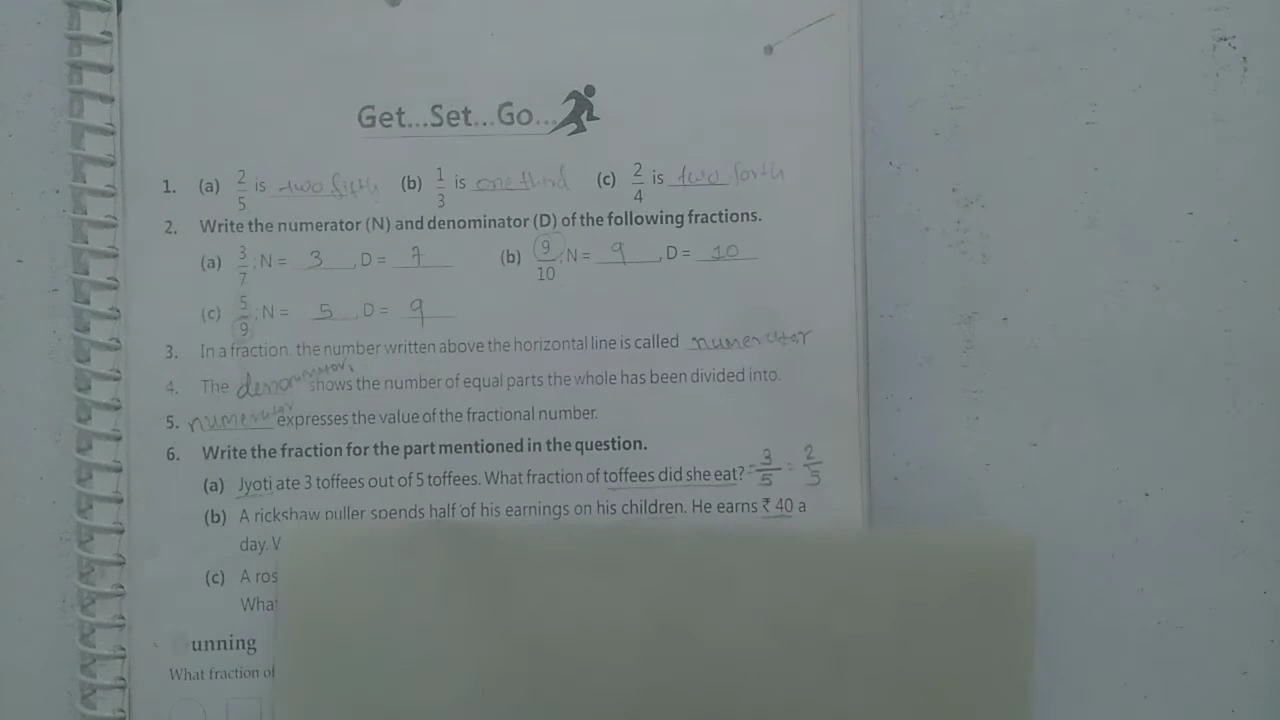 Get...Set...Go...
1. (a) 2/5 is two fifth (b) 1/3 is one third (c) 2/4 is two forth
2. Write the numerator (N) and denominator (D) of the following fractions.
(a) 3/7; N = 3, D = 7 (b) 9/10; N = 9, D = 10
(c) 5/9; N = 5 D = 9
3. In a fraction, the number written above the horizontal line is called numerator
4. The denominator shows the number of equal parts the whole has been divided into.
5. numerator expresses the value of the fractional number.
6. Write the fraction for the part mentioned in the question.
(a) Jyoti ate 3 toffees out of 5 toffees. What fraction of toffees did she eat? - 3/5 = 2/5
(b) A rickshaw puller spends half of his earnings on his children. He earns ₹ 40 a
day.
(c) A
unning
What fraction of